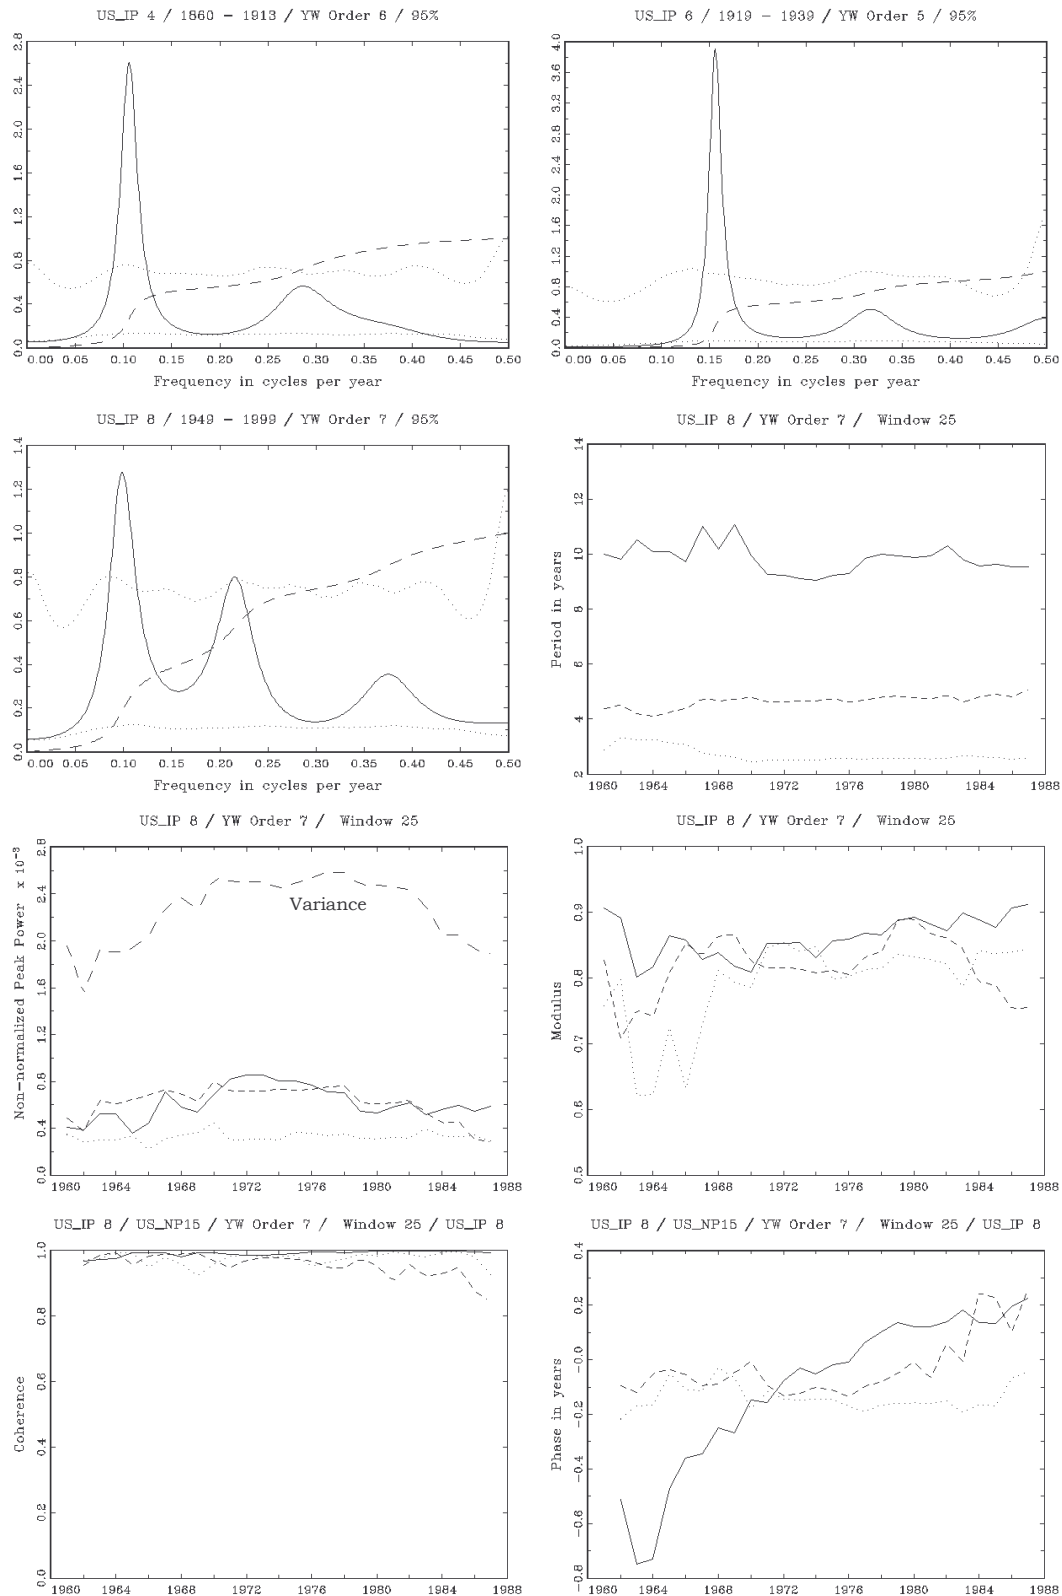 US_IP 4 / 1860 - 1913 / YW Order 6 / 95%
2.8
2.4
2.0
1.6
1.2
0.8
0.4
0.0
0.00 0.05 0.10 0.15 0.20 0.25 0.30 0.35 0.40 0.45 0.50
Frequency in cycles per year
US_IP 6 / 1919 - 1939 / YW Order 5 / 95%
4.0
3.6
3.2
2.8
2.4
2.0
1.6
1.2
0.8
0.4
0.0
0.00 0.05 0.10 0.15 0.20 0.25 0.30 0.35 0.40 0.45 0.50
Frequency in cycles per year
US_IP 8 / 1949 - 1999 / YW Order 7 / 95%
1.4
1.2
1.0
0.8
0.6
0.4
0.2
0.0
0.00 0.05 0.10 0.15 0.20 0.25 0.30 0.35 0.40 0.45 0.50
Frequency in cycles per year
US_IP 8 / YW Order 7 / Window 25
Period in years
14
12
10
8
6
4
2
1960 1964 1968 1972 1976 1980 1984 1988
US_IP 8 / YW Order 7 / Window 25
Non-normalized Peak Power x 10⁻³
2.8
2.4
2.0
1.6
1.2
0.8
0.4
0.0
Variance
1960 1964 1968 1972 1976 1980 1984 1988
US_IP 8 / YW Order 7 / Window 25
Modulus
1.0
0.9
0.8
0.7
0.6
0.5
1960 1964 1968 1972 1976 1980 1984 1988
US_IP 8 / US_NP15 / YW Order 7 / Window 25 / US_IP 8
Coherence
1.0
0.8
0.6
0.4
0.2
0.0
1960 1964 1968 1972 1976 1980 1984 1988
US_IP 8 / US_NP15 / YW Order 7 / Window 25 / US_IP 8
Phase in years
0.4
0.2
-0.0
-0.2
-0.4
-0.6
-0.8
1960 1964 1968 1972 1976 1980 1984 1988